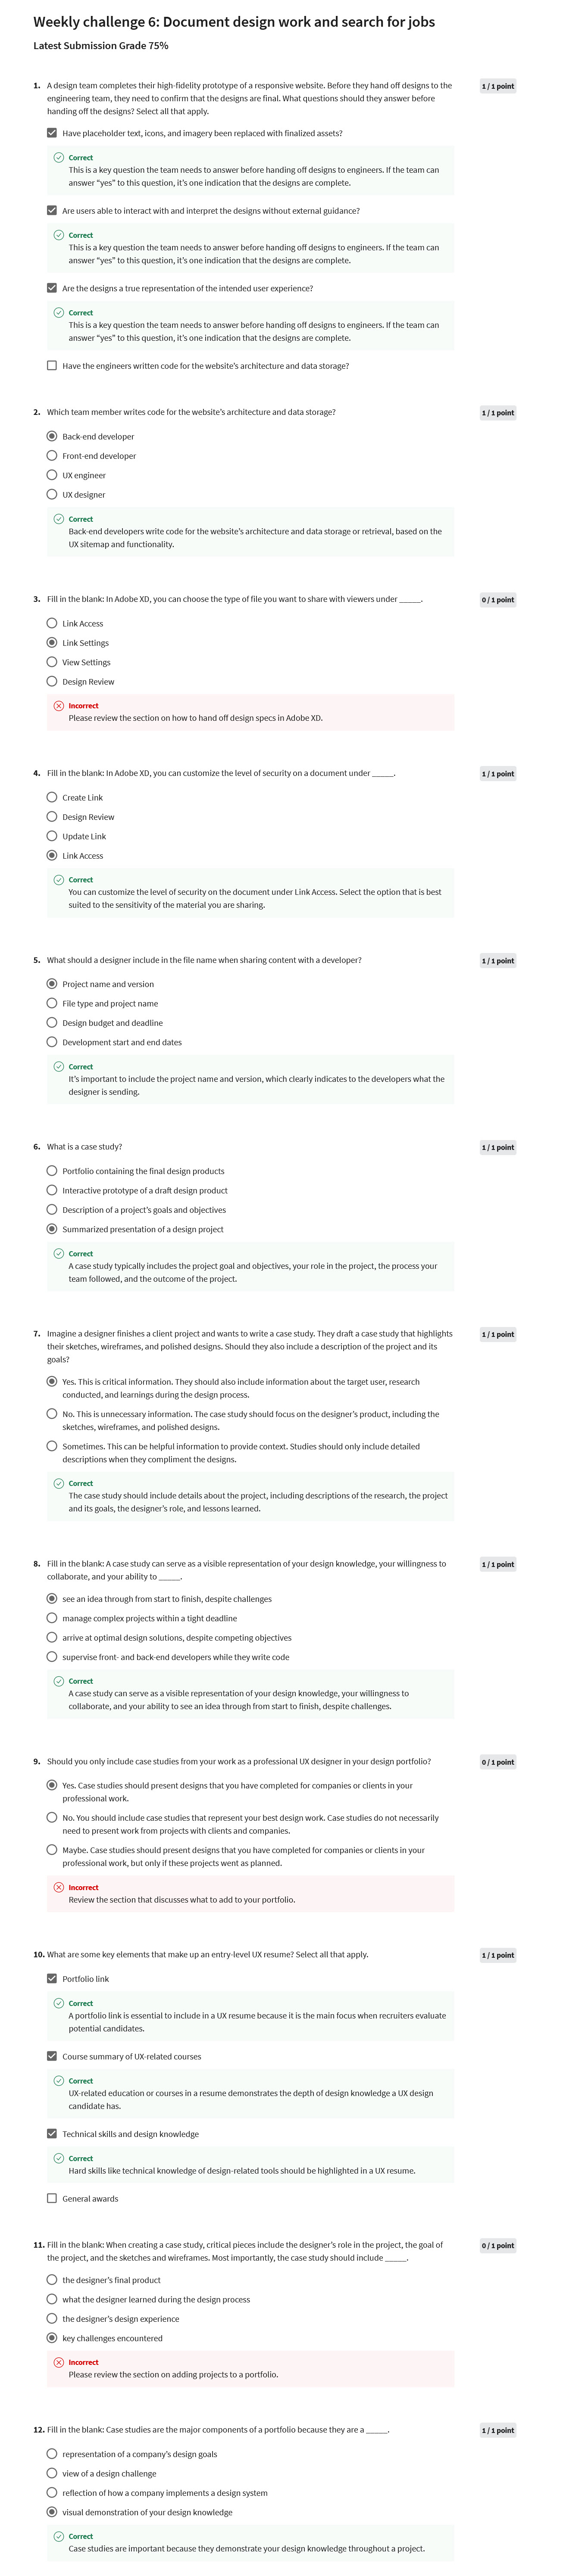 Weekly challenge 6: Document design work and search for jobs
Latest Submission Grade 75%
1. A design team completes their high-fidelity prototype of a responsive website. Before they hand off designs to the
engineering team, they need to confirm that the designs are final. What questions should they answer before
handing off the designs? Select all that apply.
1 / 1 point
Have placeholder text, icons, and imagery been replaced with finalized assets?
Correct
This is a key question the team needs to answer before handing off designs to engineers. If the team can
answer “yes” to this question, it’s one indication that the designs are complete.
Are users able to interact with and interpret the designs without external guidance?
Correct
This is a key question the team needs to answer before handing off designs to engineers. If the team can
answer “yes” to this question, it’s one indication that the designs are complete.
Are the designs a true representation of the intended user experience?
Correct
This is a key question the team needs to answer before handing off designs to engineers. If the team can
answer “yes” to this question, it’s one indication that the designs are complete.
Have the engineers written code for the website’s architecture and data storage?
2. Which team member writes code for the website’s architecture and data storage?
1 / 1 point
Back-end developer
Front-end developer
UX engineer
UX designer
Correct
Back-end developers write code for the website’s architecture and data storage or retrieval, based on the
UX sitemap and functionality.
3. Fill in the blank: In Adobe XD, you can choose the type of file you want to share with viewers under _____.
0 / 1 point
Link Access
Link Settings
View Settings
Design Review
Incorrect
Please review the section on how to hand off design specs in Adobe XD.
4. Fill in the blank: In Adobe XD, you can customize the level of security on a document under _____.
1 / 1 point
Create Link
Design Review
Update Link
Link Access
Correct
You can customize the level of security on the document under Link Access. Select the option that is best
suited to the sensitivity of the material you are sharing.
5. What should a designer include in the file name when sharing content with a developer?
1 / 1 point
Project name and version
File type and project name
Design budget and deadline
Development start and end dates
Correct
It’s important to include the project name and version, which clearly indicates to the developers what the
designer is sending.
6. What is a case study?
1 / 1 point
Portfolio containing the final design products
Interactive prototype of a draft design product
Description of a project’s goals and objectives
Summarized presentation of a design project
Correct
A case study typically includes the project goal and objectives, your role in the project, the process your
team followed, and the outcome of the project.
7. Imagine a designer finishes a client project and wants to write a case study. They draft a case study that highlights
their sketches, wireframes, and polished designs. Should they also include a description of the project and its
goals?
1 / 1 point
Yes. This is critical information. They should also include information about the target user, research
conducted, and learnings during the design process.
No. This is unnecessary information. The case study should focus on the designer’s product, including the
sketches, wireframes, and polished designs.
Sometimes. This can be helpful information to provide context. Studies should only include detailed
descriptions when they compliment the designs.
Correct
The case study should include details about the project, including descriptions of the research, the project
and its goals, the designer’s role, and lessons learned.
8. Fill in the blank: A case study can serve as a visible representation of your design knowledge, your willingness to
collaborate, and your ability to _____.
1 / 1 point
see an idea through from start to finish, despite challenges
manage complex projects within a tight deadline
arrive at optimal design solutions, despite competing objectives
supervise front- and back-end developers while they write code
Correct
A case study can serve as a visible representation of your design knowledge, your willingness to
collaborate, and your ability to see an idea through from start to finish, despite challenges.
9. Should you only include case studies from your work as a professional UX designer in your design portfolio?
0 / 1 point
Yes. Case studies should present designs that you have completed for companies or clients in your
professional work.
No. You should include case studies that represent your best design work. Case studies do not necessarily
need to present work from projects with clients and companies.
Maybe. Case studies should present designs that you have completed for companies or clients in your
professional work, but only if these projects went as planned.
Incorrect
Review the section that discusses what to add to your portfolio.
10. What are some key elements that make up an entry-level UX resume? Select all that apply.
1 / 1 point
Portfolio link
Correct
A portfolio link is essential to include in a UX resume because it is the main focus when recruiters evaluate
potential candidates.
Course summary of UX-related courses
Correct
UX-related education or courses in a resume demonstrates the depth of design knowledge a UX design
candidate has.
Technical skills and design knowledge
Correct
Hard skills like technical knowledge of design-related tools should be highlighted in a UX resume.
General awards
11. Fill in the blank: When creating a case study, critical pieces include the designer’s role in the project, the goal of
the project, and the sketches and wireframes. Most importantly, the case study should include _____.
0 / 1 point
the designer’s final product
what the designer learned during the design process
the designer’s design experience
key challenges encountered
Incorrect
Please review the section on adding projects to a portfolio.
12. Fill in the blank: Case studies are the major components of a portfolio because they are a _____.
1 / 1 point
representation of a company’s design goals
view of a design challenge
reflection of how a company implements a design system
visual demonstration of your design knowledge
Correct
Case studies are important because they demonstrate your design knowledge throughout a project.